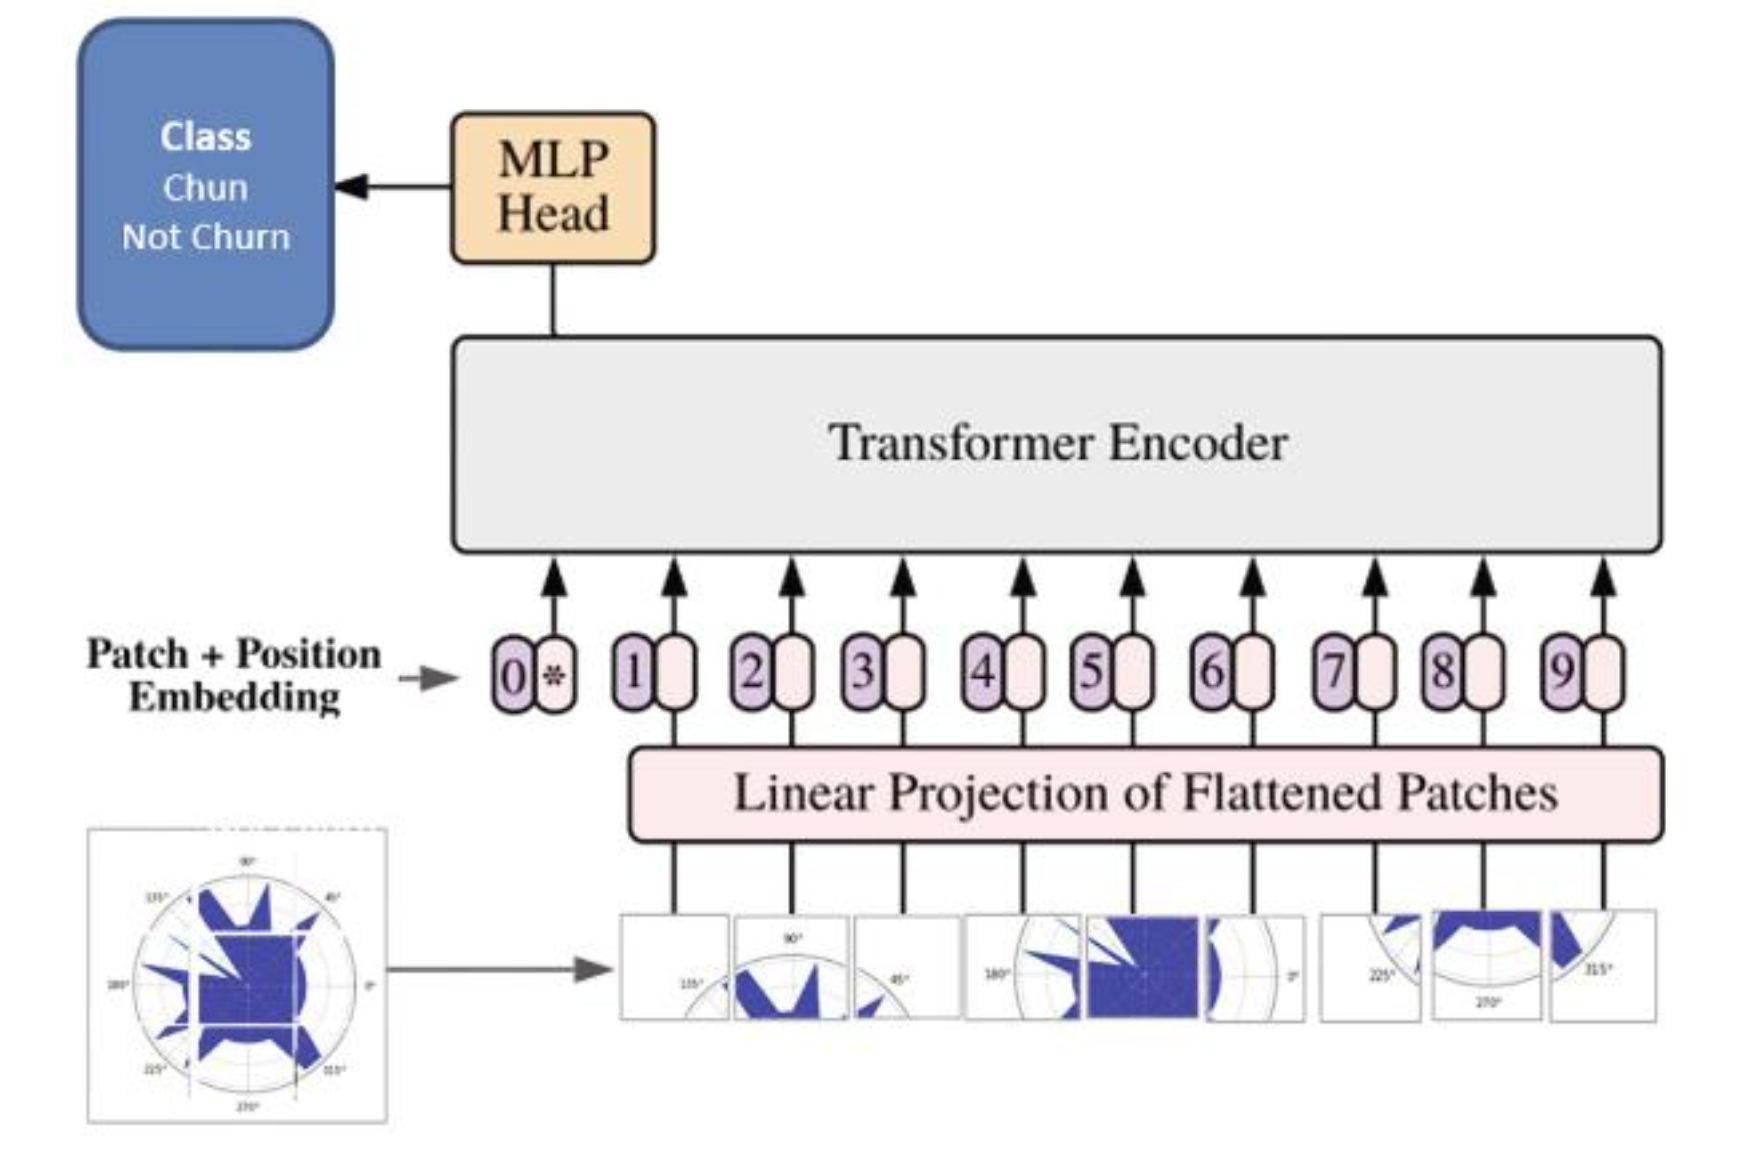 Class
Chun
Not Churn
MLP
Head
Transformer Encoder
Patch + Position
Embedding
0 * 1 2 3 4 5 6 7 8 9
Linear Projection of Flattened Patches
90°
135° 45°
180° 0°
225° 315°
270°
135° 90° 45° 180° 0° 225° 270° 315°